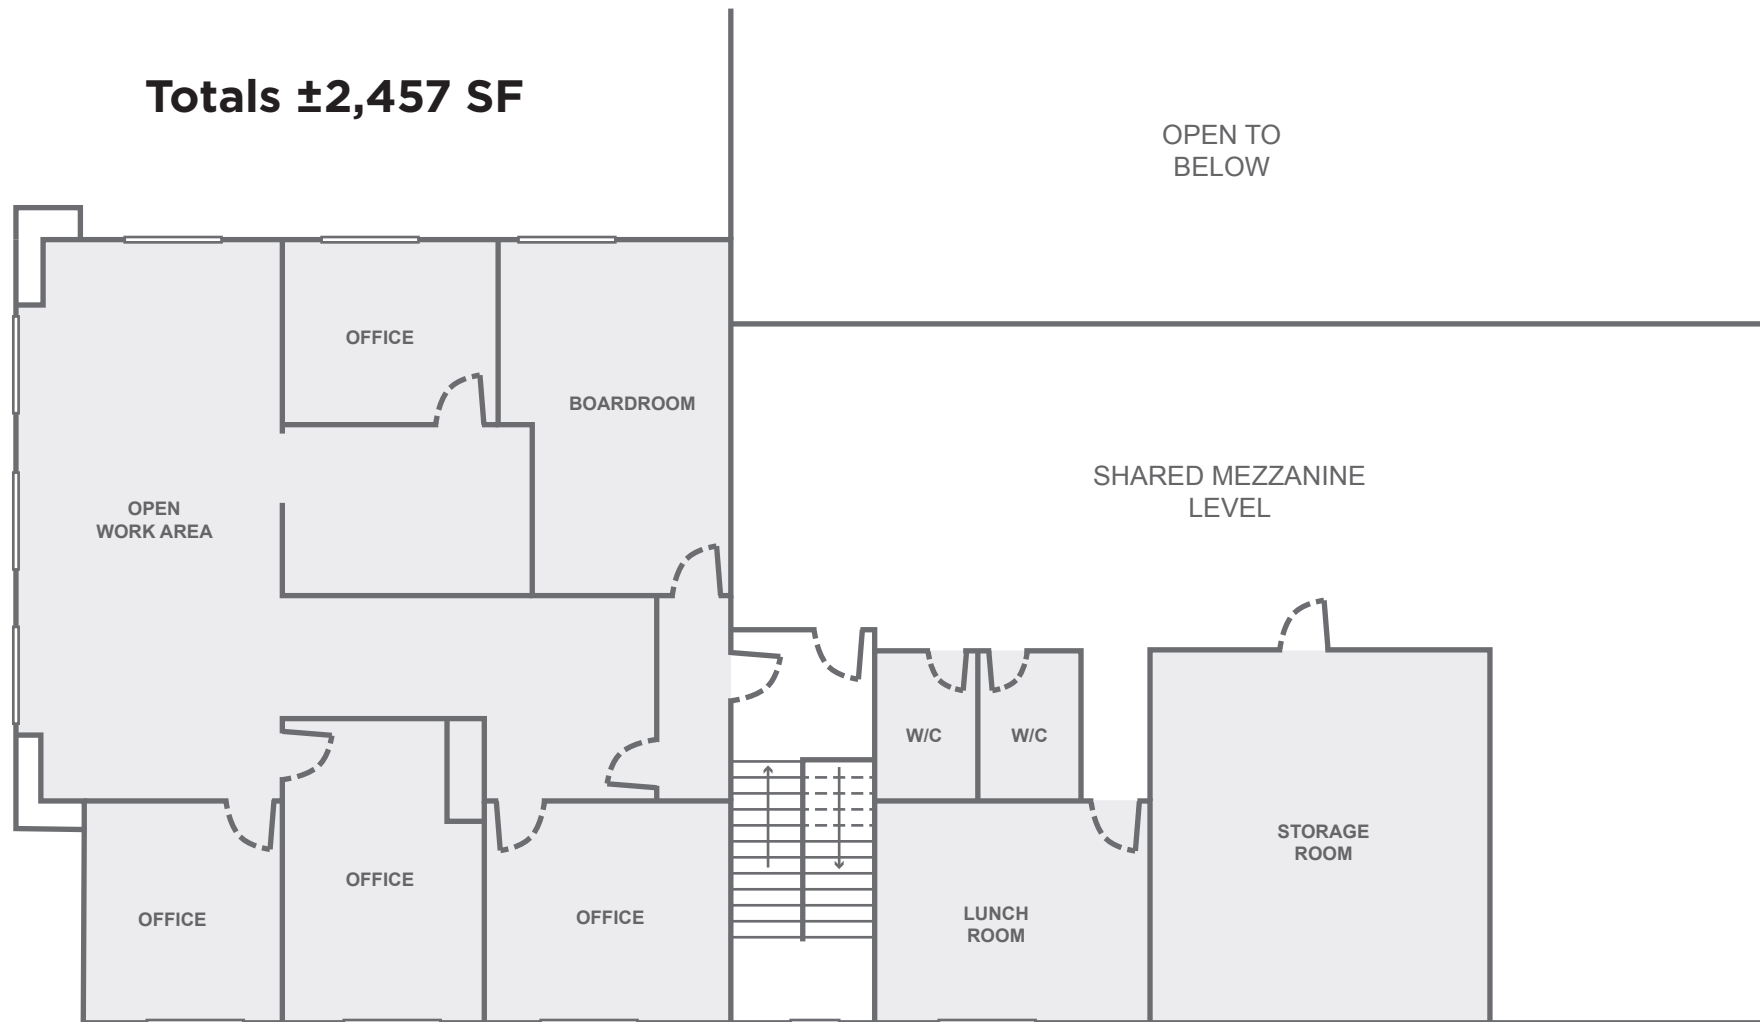 Totals ±2,457 SF
OPEN TO
BELOW
OFFICE
BOARDROOM
SHARED MEZZANINE
LEVEL
OPEN
WORK AREA
W/C
W/C
STORAGE
ROOM
OFFICE
OFFICE
OFFICE
LUNCH
ROOM